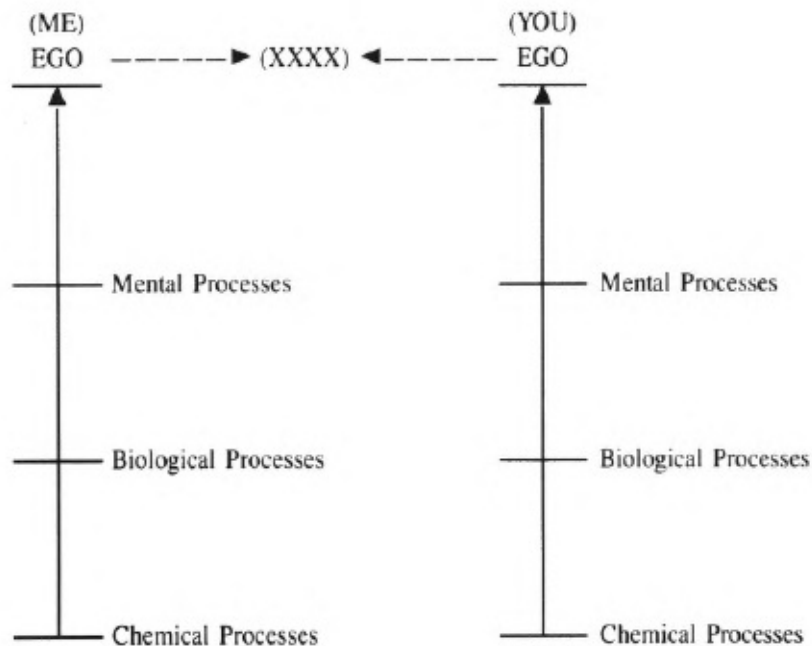 (ME) (YOU)
EGO (XXXX) EGO
Mental Processes Mental Processes
Biological Processes Biological Processes
Chemical Processes Chemical Processes